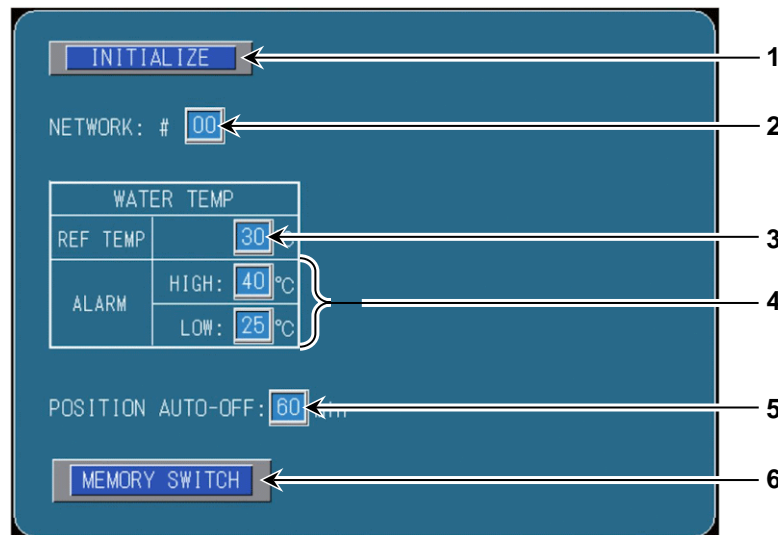 INITIALIZE 1
NETWORK: # 00 2
WATER TEMP
REF TEMP 30 3
HIGH: 40 °C
ALARM 4
LOW: 25 °C
POSITION AUTO-OFF: 60 5
MEMORY SWITCH 6